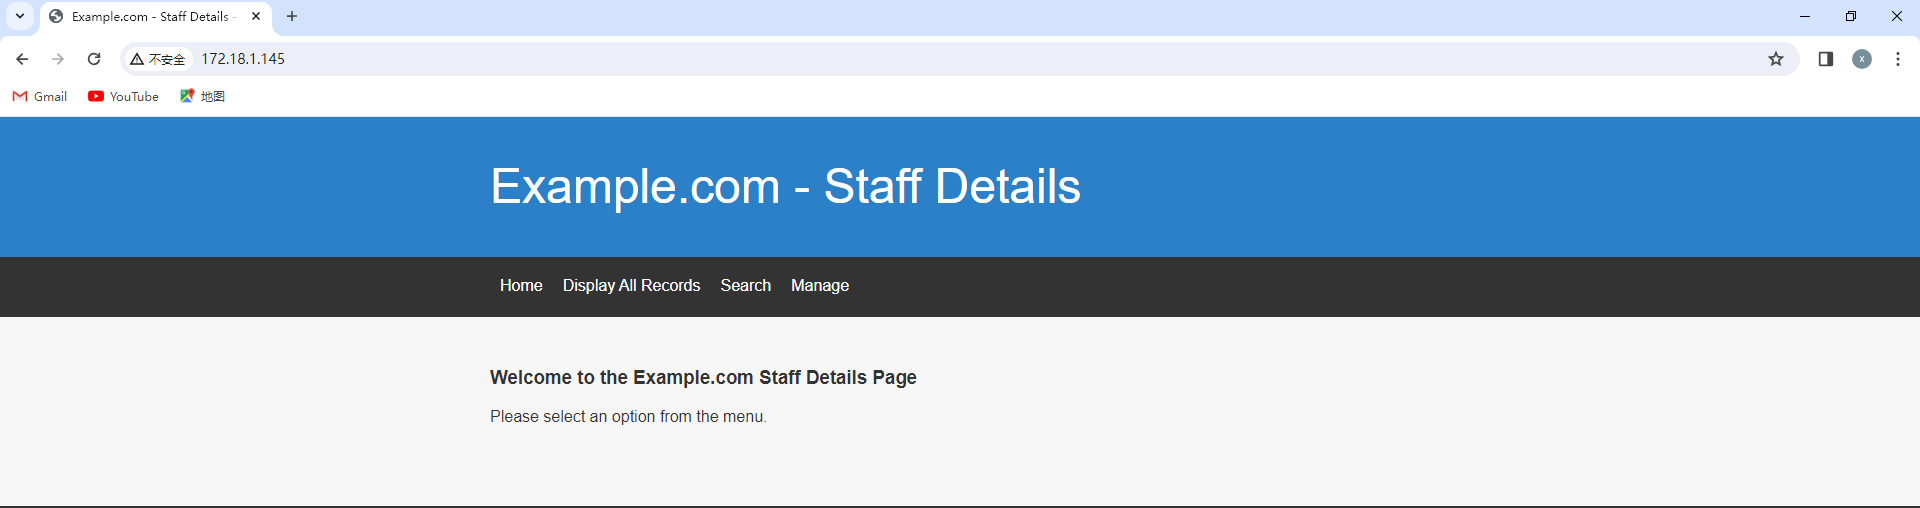 Example.com - Staff Details -
不安全 172.18.1.145
x
Gmail YouTube 地图
Example.com - Staff Details
Home Display All Records Search Manage
Welcome to the Example.com Staff Details Page
Please select an option from the menu.